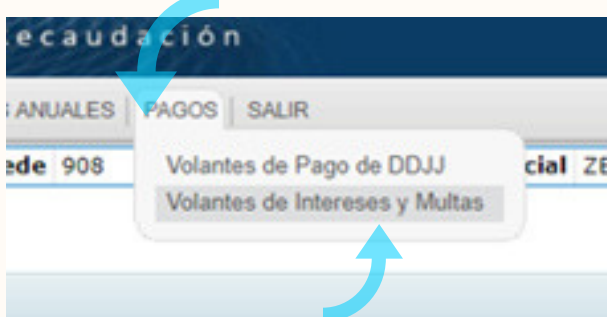 ecaudación
ANUALES | PAGOS | SALIR
ede 908 cial ZE
Volantes de Pago de DDJJ
Volantes de Intereses y Multas